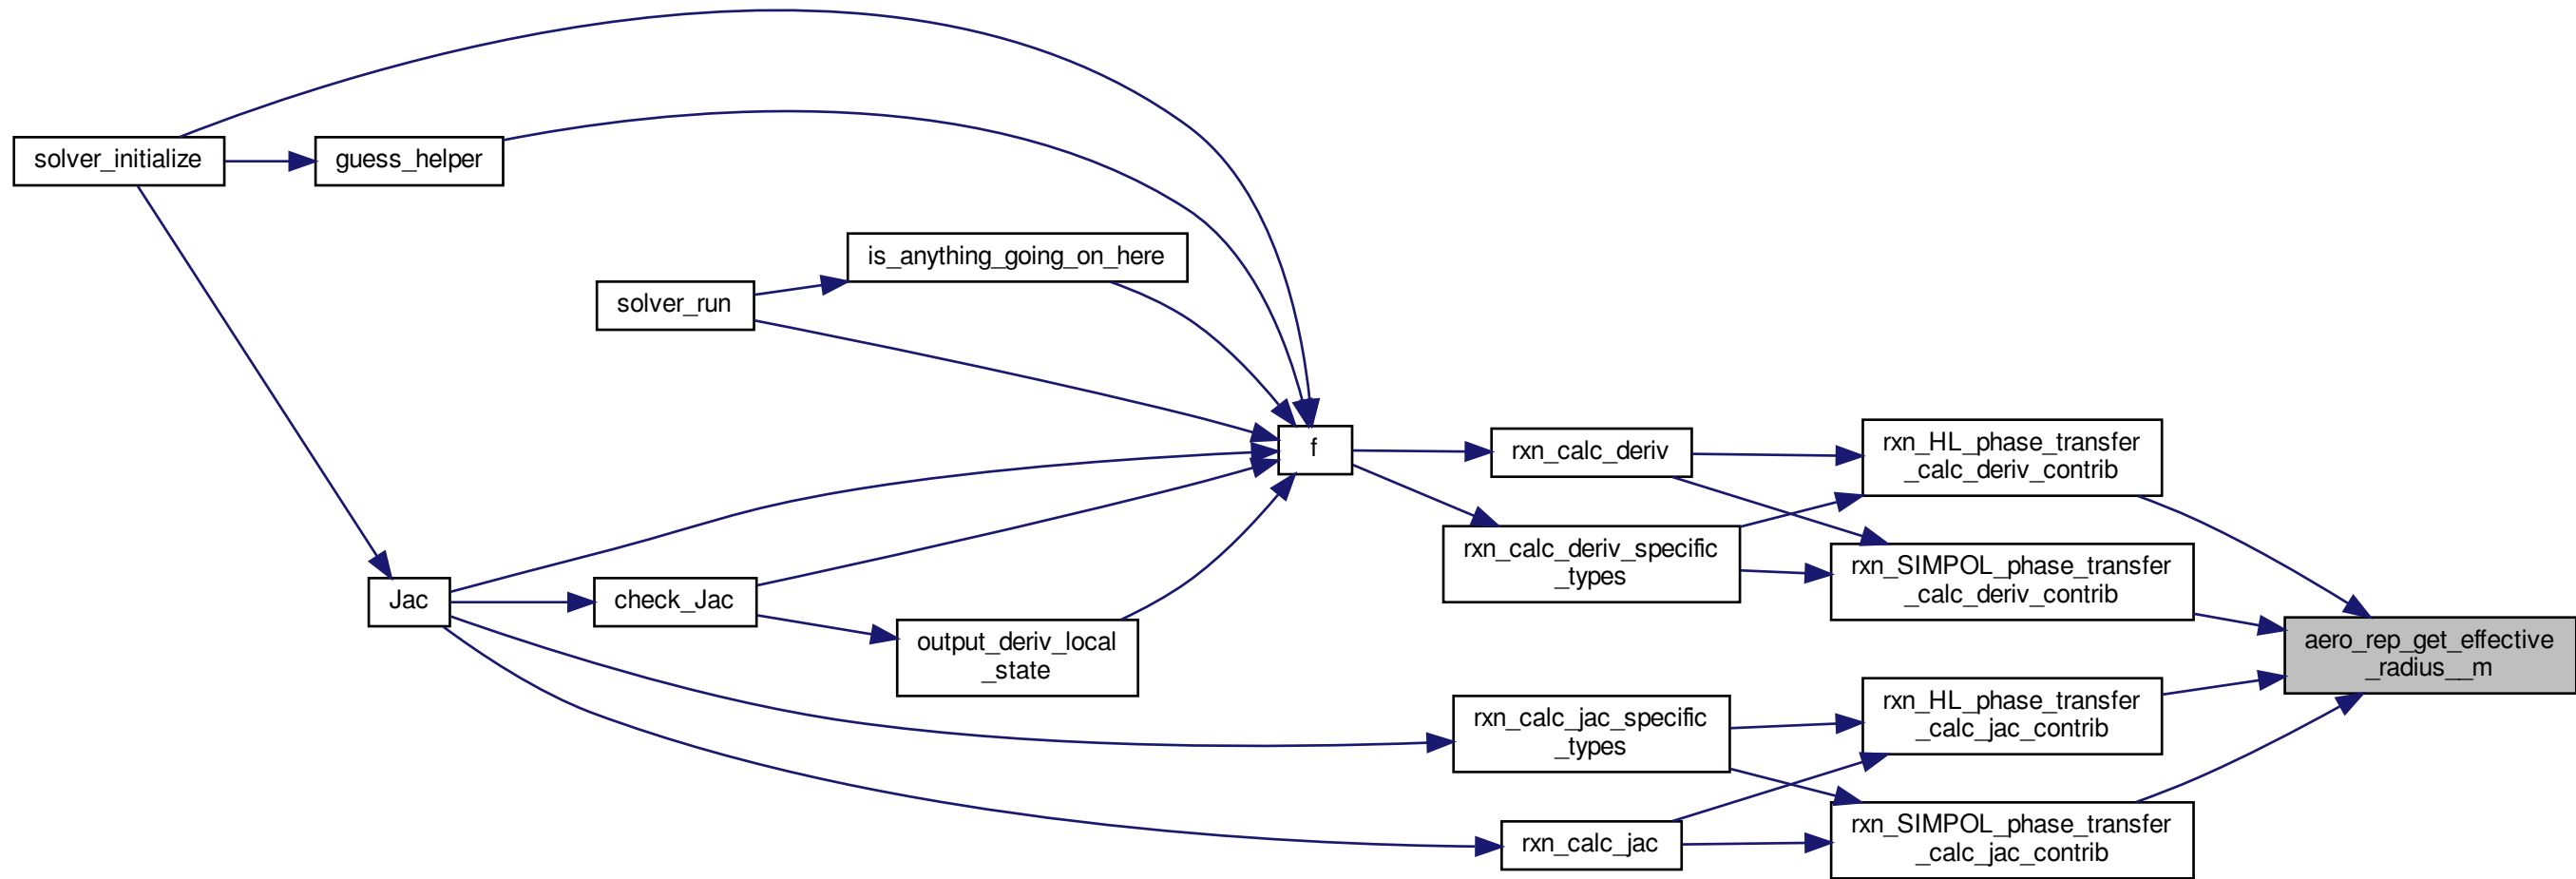 solver_initialize
guess_helper
is_anything_going_on_here
solver_run
f
rxn_calc_deriv
rxn_HL_phase_transfer
_calc_deriv_contrib
rxn_calc_deriv_specific
_types
rxn_SIMPOL_phase_transfer
_calc_deriv_contrib
Jac
check_Jac
output_deriv_local
_state
aero_rep_get_effective
_radius__m
rxn_calc_jac_specific
_types
rxn_HL_phase_transfer
_calc_jac_contrib
rxn_calc_jac
rxn_SIMPOL_phase_transfer
_calc_jac_contrib